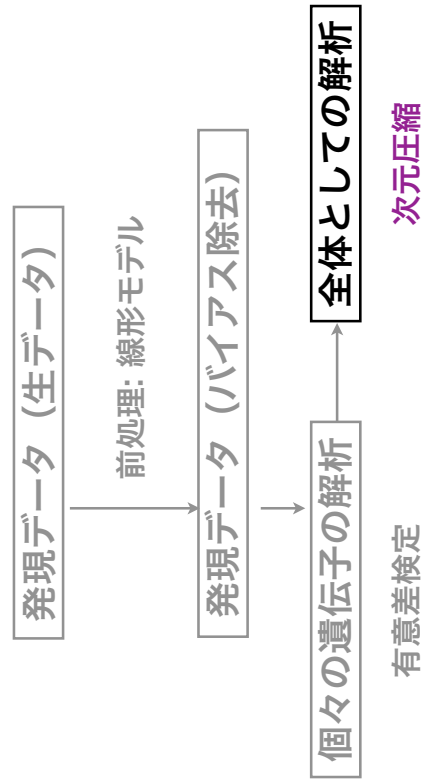 発現データ（生データ）
前処理: 線形モデル
発現データ（バイアス除去）
個々の遺伝子の解析
有意差検定
全体としての解析
次元圧縮